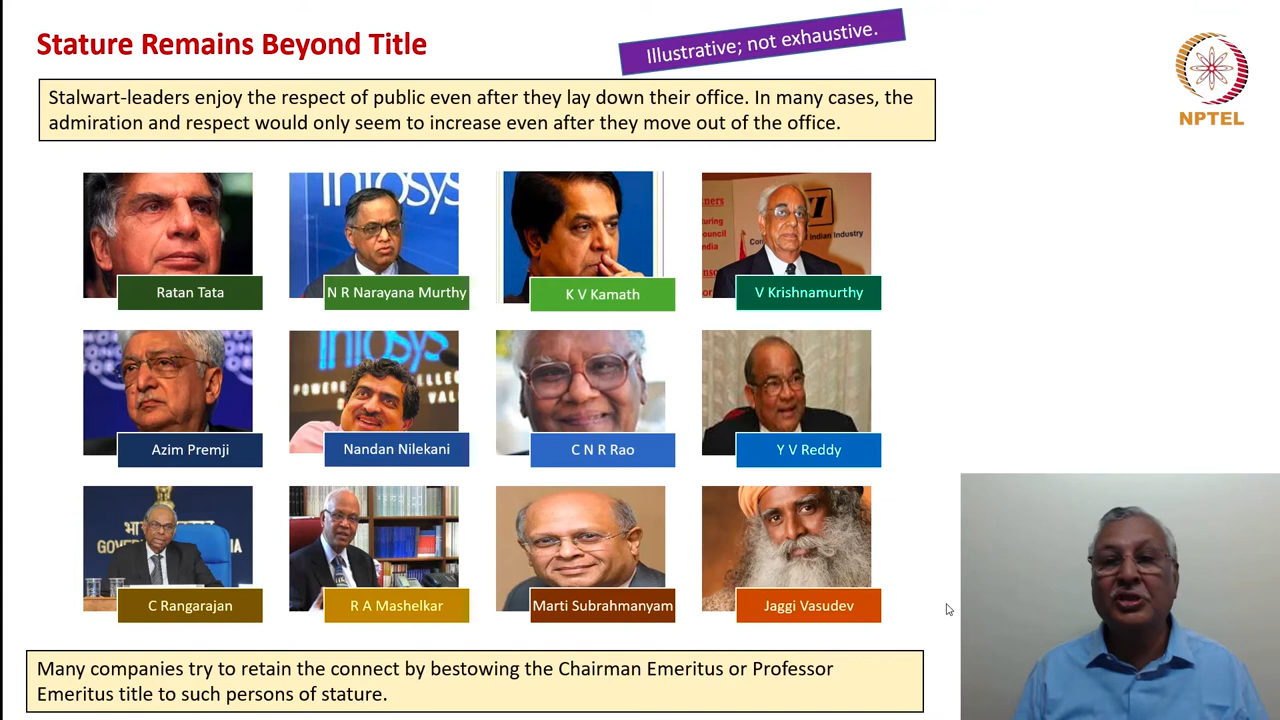 Stature Remains Beyond Title
Illustrative; not exhaustive.
NPTEL
Stalwart-leaders enjoy the respect of public even after they lay down their office. In many cases, the
admiration and respect would only seem to increase even after they move out of the office.
Infosys
Ratan Tata
N R Narayana Murthy
K V Kamath
V Krishnamurthy
Infosys
Azim Premji
Nandan Nilekani
C N R Rao
Y V Reddy
C Rangarajan
R A Mashelkar
Marti Subrahmanyam
Jaggi Vasudev
Many companies try to retain the connect by bestowing the Chairman Emeritus or Professor
Emeritus title to such persons of stature.